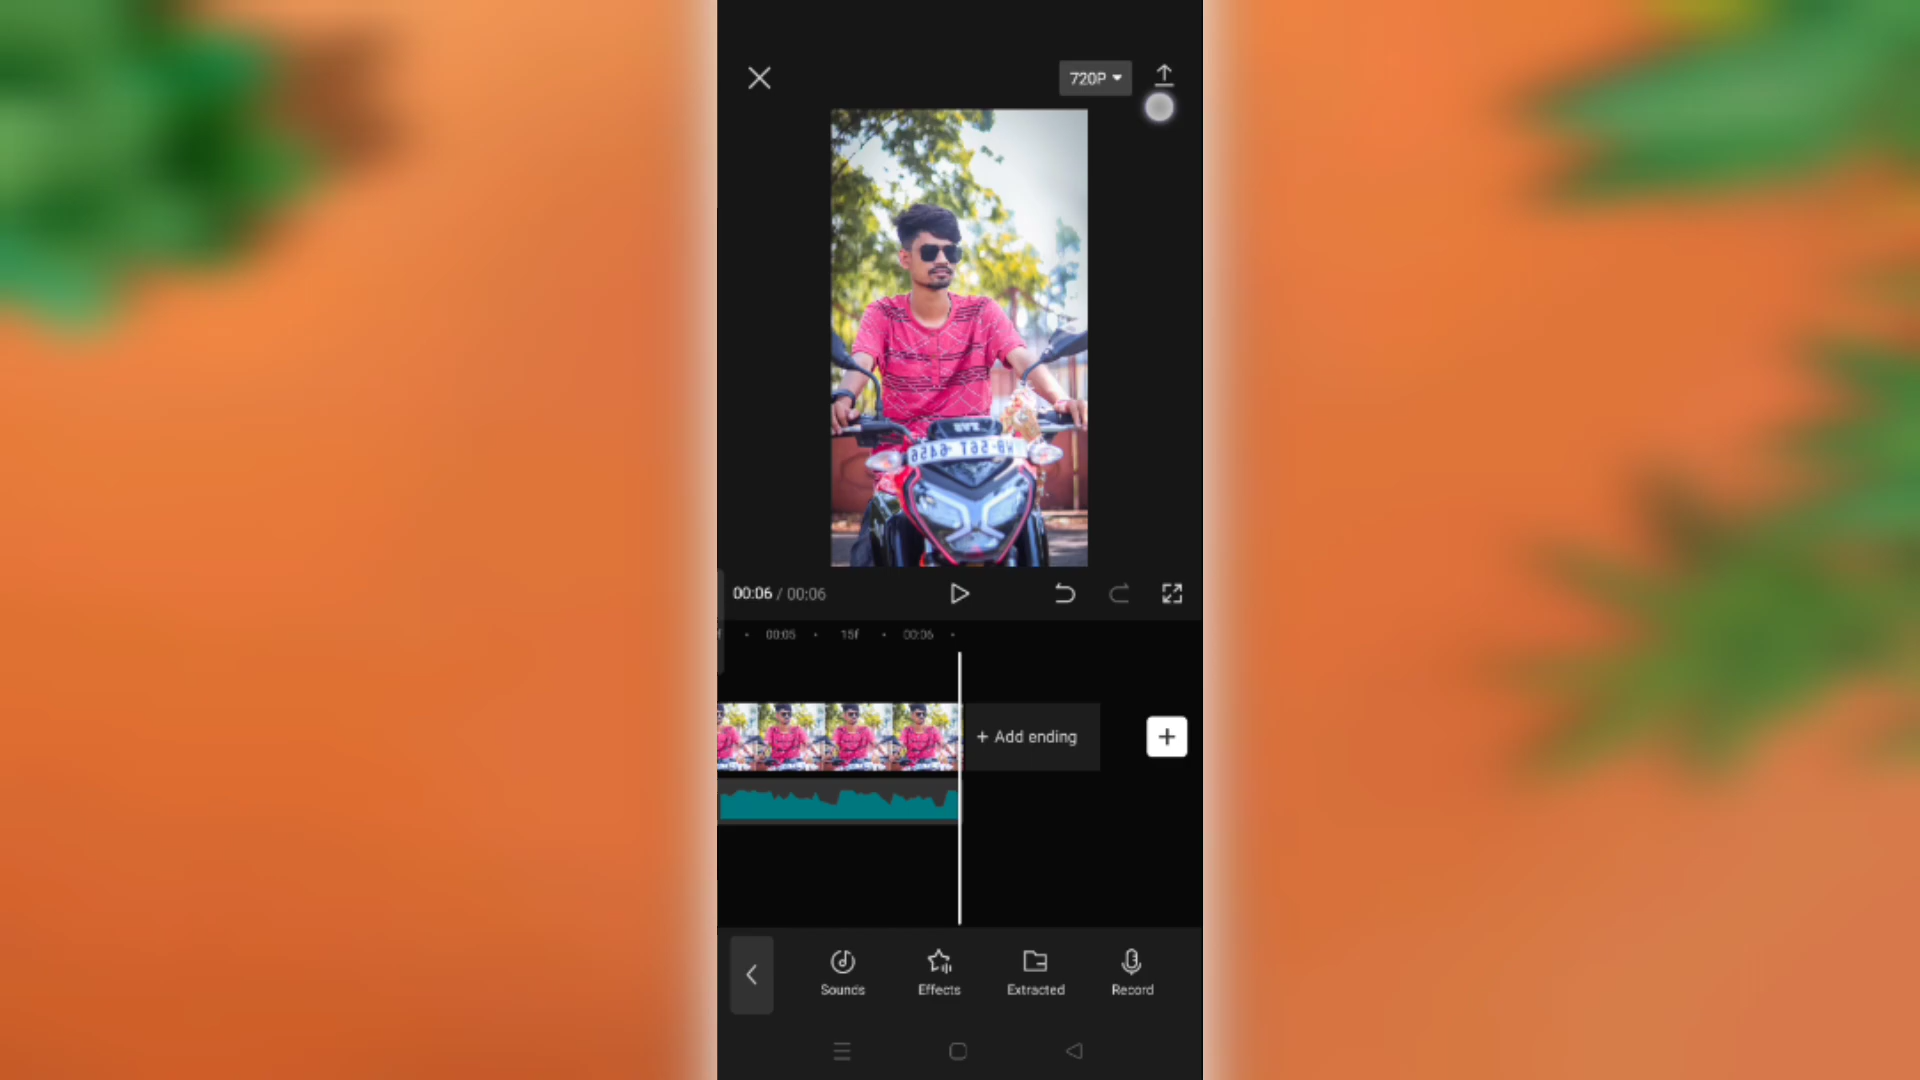 720P
00:06 / 00:06
f 00:05 15f 00:06
+ Add ending
Sounds Effects Extracted Record